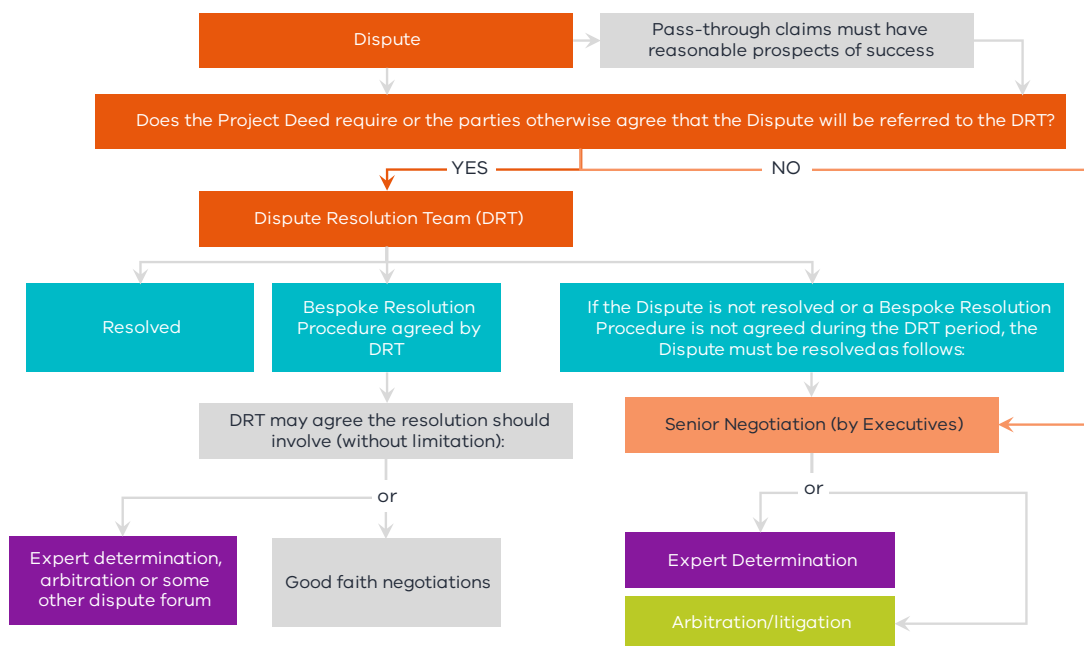 Dispute
Pass-through claims must have
reasonable prospects of success
Does the Project Deed require or the parties otherwise agree that the Dispute will be referred to the DRT?
YES
NO
Dispute Resolution Team (DRT)
Resolved
Bespoke Resolution
Procedure agreed by
DRT
If the Dispute is not resolved or a Bespoke Resolution
Procedure is not agreed during the DRT period, the
Dispute must be resolved as follows:
DRT may agree the resolution should
involve (without limitation):
Senior Negotiation (by Executives)
or
or
Expert determination,
arbitration or some
other dispute forum
Good faith negotiations
Expert Determination
Arbitration/litigation